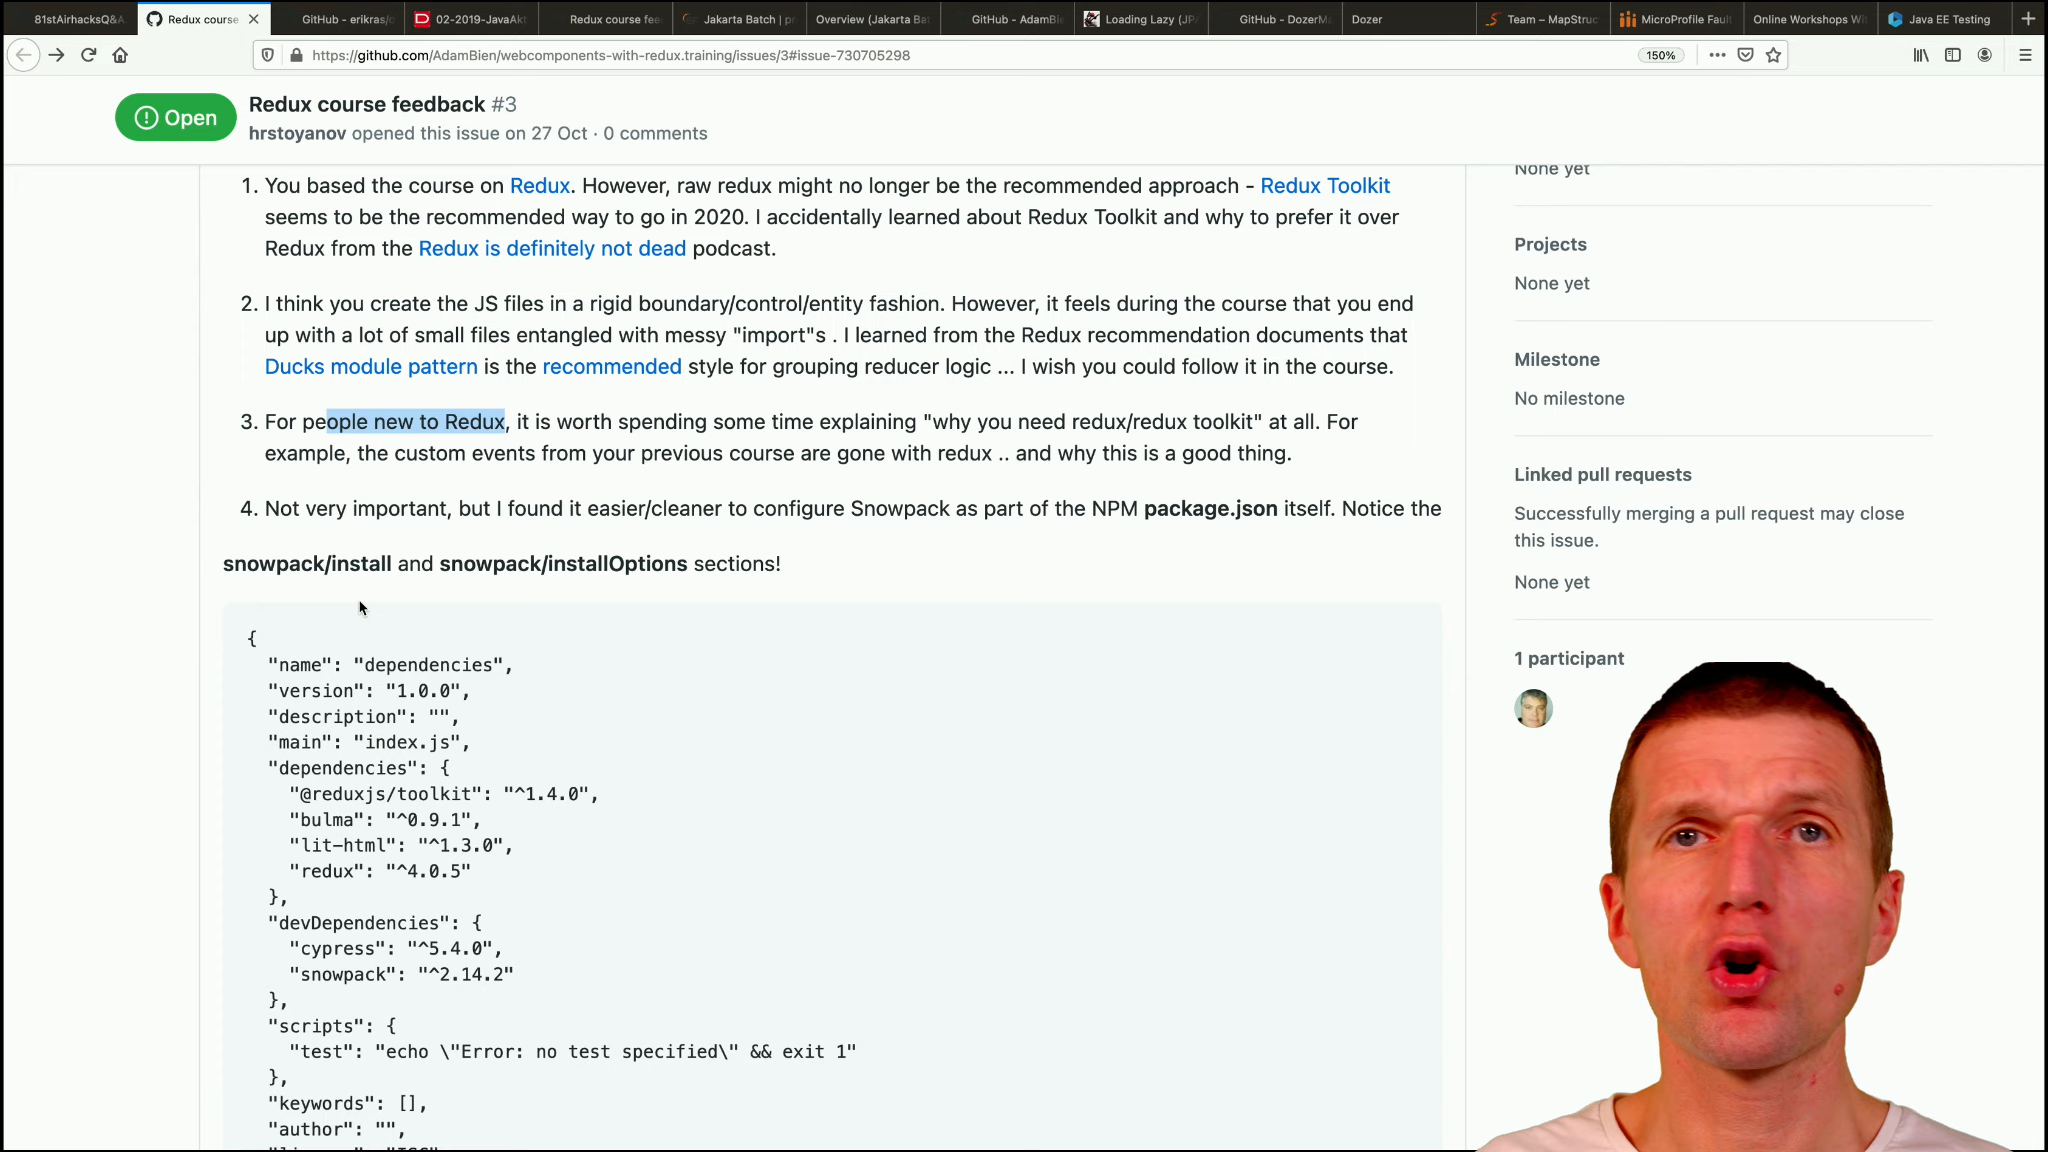 81stAirhacksQ&A
Redux course
GitHub - erikras/
02-2019-JavaAkt
Redux course fee
Jakarta Batch | p
Overview (Jakarta Bat
GitHub - AdamBie
Loading Lazy (JPA
GitHub - DozerMa
Dozer
Team – MapStruc
MicroProfile Fault
Online Workshops Wi
Java EE Testing
https://github.com/AdamBien/webcomponents-with-redux.training/issues/3#issue-730705298
150%
Open
Redux course feedback #3
hrstoyanov opened this issue on 27 Oct · 0 comments
1. You based the course on Redux. However, raw redux might no longer be the recommended approach - Redux Toolkit
seems to be the recommended way to go in 2020. I accidentally learned about Redux Toolkit and why to prefer it over
Redux from the Redux is definitely not dead podcast.
2. I think you create the JS files in a rigid boundary/control/entity fashion. However, it feels during the course that you end
up with a lot of small files entangled with messy "import"s . I learned from the Redux recommendation documents that
Ducks module pattern is the recommended style for grouping reducer logic ... I wish you could follow it in the course.
3. For people new to Redux, it is worth spending some time explaining "why you need redux/redux toolkit" at all. For
example, the custom events from your previous course are gone with redux .. and why this is a good thing.
4. Not very important, but I found it easier/cleaner to configure Snowpack as part of the NPM package.json itself. Notice the
snowpack/install and snowpack/installOptions sections!
{
"name": "dependencies",
"version": "1.0.0",
"description": "",
"main": "index.js",
"dependencies": {
"@reduxjs/toolkit": "^1.4.0",
"bulma": "^0.9.1",
"lit-html": "^1.3.0",
"redux": "^4.0.5"
},
"devDependencies": {
"cypress": "^5.4.0",
"snowpack": "^2.14.2"
},
"scripts": {
"test": "echo \"Error: no test specified\" && exit 1"
},
"keywords": [],
"author": "",
None yet
Projects
None yet
Milestone
No milestone
Linked pull requests
Successfully merging a pull request may close
this issue.
None yet
1 participant